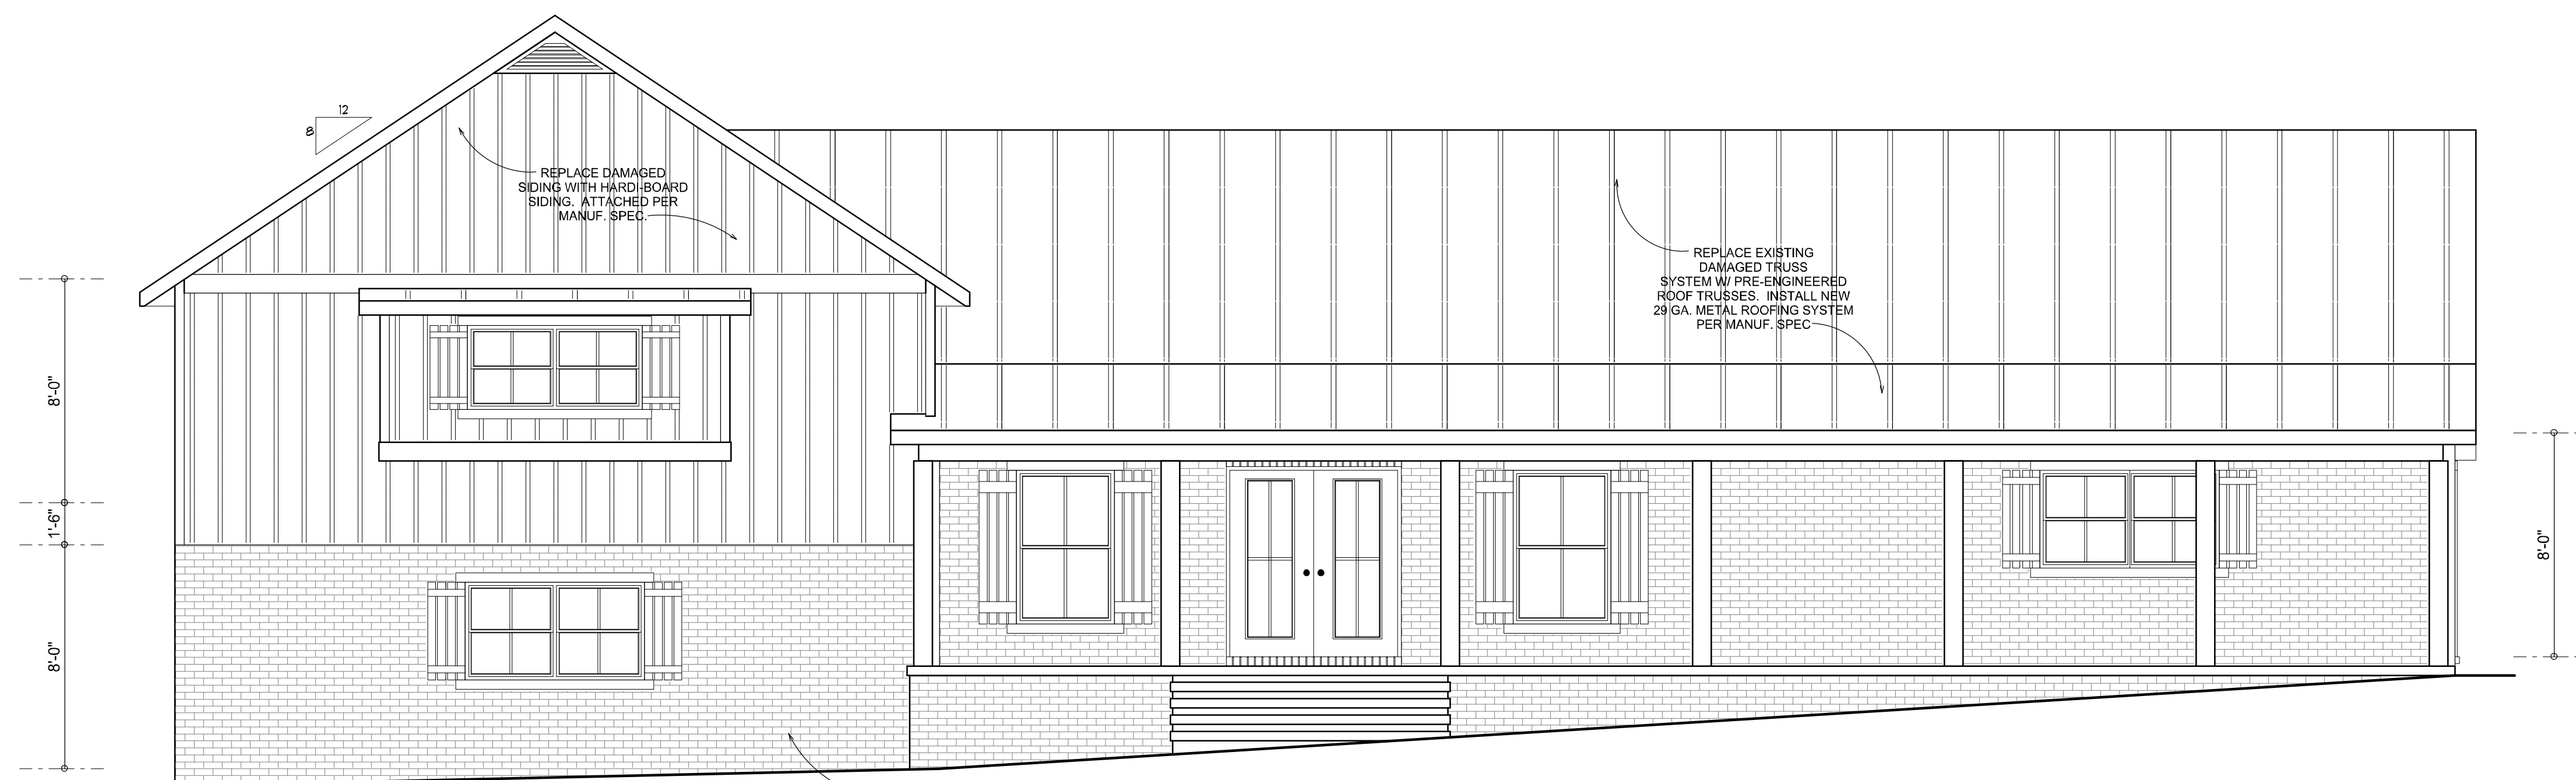 12
8
REPLACE DAMAGED
SIDING WITH HARDI-BOARD
SIDING. ATTACHED PER
MANUF. SPEC.
REPLACE EXISTING
DAMAGED TRUSS
SYSTEM W/ PRE-ENGINEERED
ROOF TRUSSES. INSTALL NEW
29 GA. METAL ROOFING SYSTEM
PER MANUF. SPEC
8'-0"
1'-6"
8'-0"
8'-0"